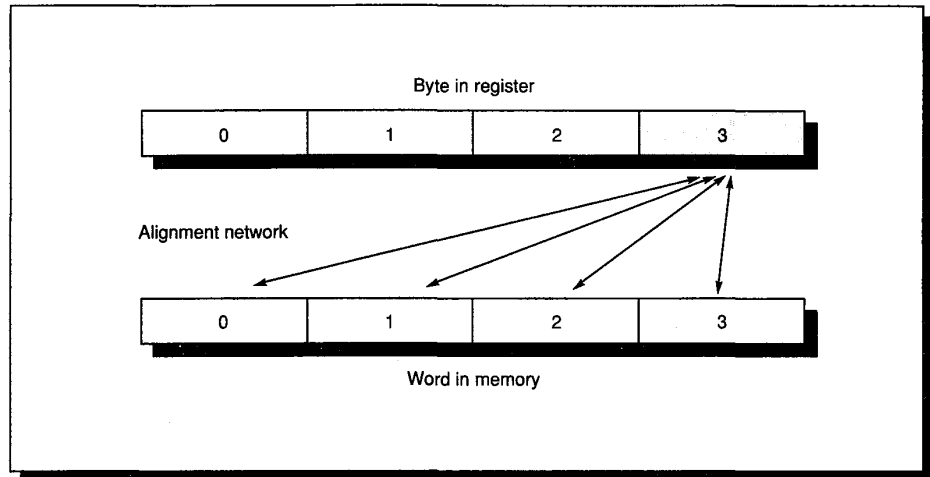 Byte in register
0 1 2 3
Alignment network
0 1 2 3
Word in memory